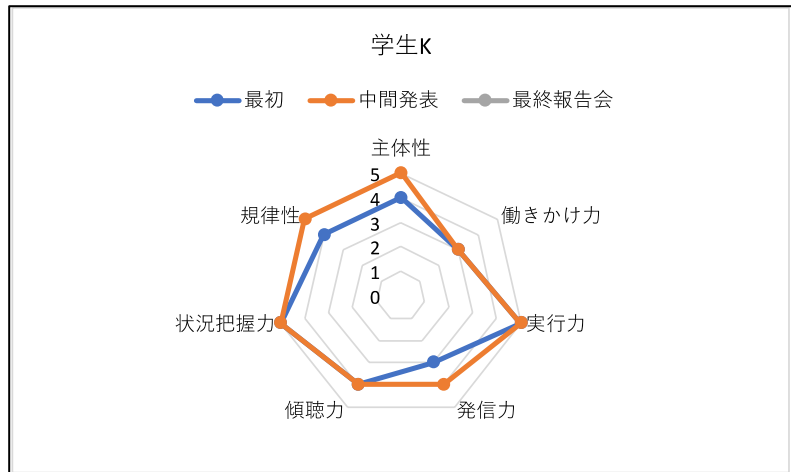 学生K
最初 中間発表 最終報告会
主体性
働きかけ力
実行力
発信力
傾聴力
状況把握力
規律性
5
4
3
2
1
0